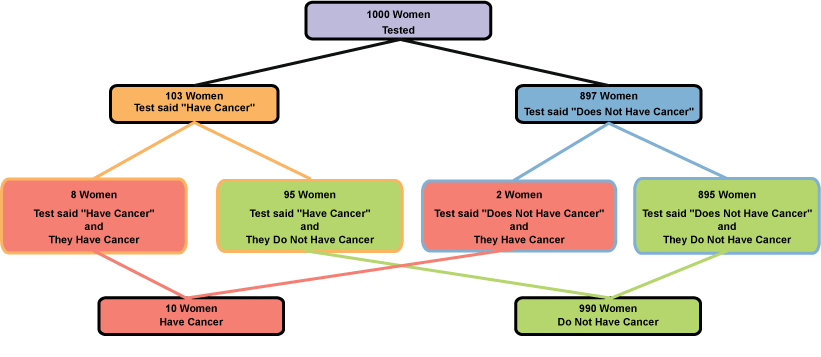 1000 Women
Tested
103 Women
Test said "Have Cancer"
897 Women
Test said "Does Not Have Cancer"
8 Women
Test said "Have Cancer"
and
They Have Cancer
95 Women
Test said "Have Cancer"
and
They Do Not Have Cancer
2 Women
Test said "Does Not Have Cancer"
and
They Have Cancer
895 Women
Test said "Does Not Have Cancer"
and
They Do Not Have Cancer
10 Women
Have Cancer
990 Women
Do Not Have Cancer